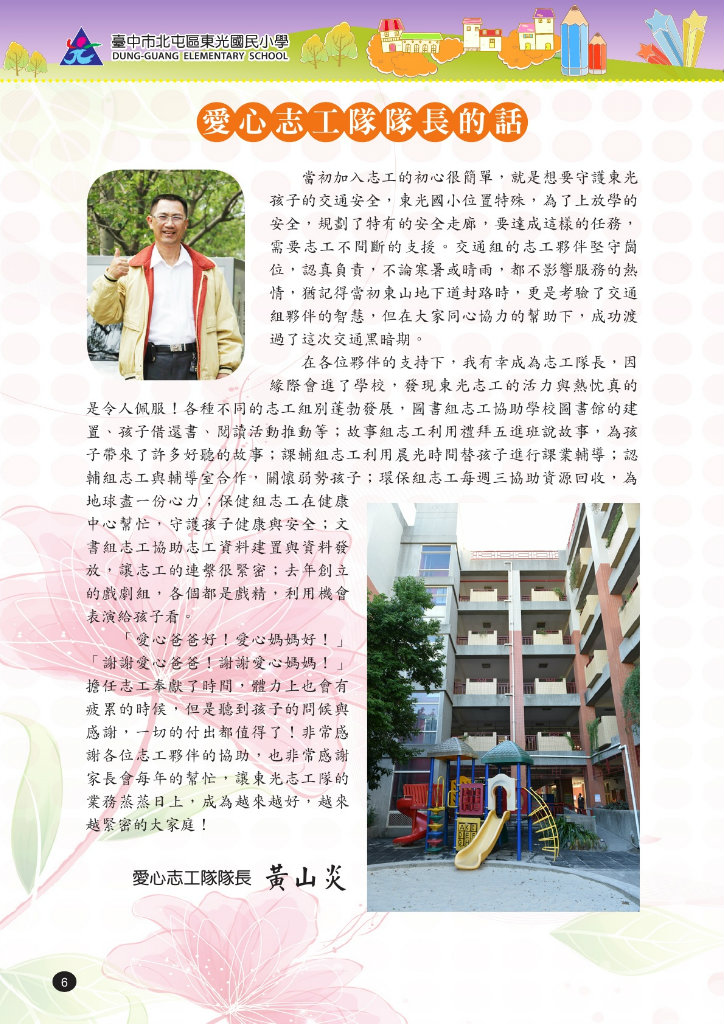 臺中市北屯區東光國民小學
DUNG-GUANG ELEMENTARY SCHOOL
愛心志工隊隊長的話
當初加入志工的初心很簡單，就是想要守護東光
孩子的交通安全，東光國小位置特殊，為了上放學的
安全，規劃了特有的安全走廊，要達成這樣的任務，
需要志工不間斷的支援。交通組的志工夥伴堅守崗
位，認真負責，不論寒暑或晴雨，都不影響服務的熱
情，猶記得當初東山地下道封路時，更是考驗了交通
組夥伴的智慧，但在大家同心協力的幫助下，成功渡
過了這次交通黑暗期。
在各位夥伴的支持下，我有幸成為志工隊長，因
緣際會進了學校，發現東光志工的活力與熱忱真的
是令人佩服！各種不同的志工組別蓬勃發展，圖書組志工協助學校圖書館的建
置、孩子借還書、閱讀活動推動等；故事組志工利用禮拜五進班說故事，為孩
子帶來了許多好聽的故事；課輔組志工利用晨光時間替孩子進行課業輔導；認
輔組志工與輔導室合作，關懷弱勢孩子；環保組志工每週三協助資源回收，為
地球盡一份心力；保健組志工在健康
中心幫忙，守護孩子健康與安全；文
書組志工協助志工資料建置與資料發
放，讓志工的連繫很緊密；去年創立
的戲劇組，各個都是戲精，利用機會
表演給孩子看。
「愛心爸爸好！愛心媽媽好！」
「謝謝愛心爸爸！謝謝愛心媽媽！」
擔任志工奉獻了時間，體力上也會有
疲累的時候，但是聽到孩子的問候與
感謝，一切的付出都值得了！非常感
謝各位志工夥伴的協助，也非常感謝
家長會每年的幫忙，讓東光志工隊的
業務蒸蒸日上，成為越來越好，越來
越緊密的大家庭！
愛心志工隊隊長 黃山炎
6